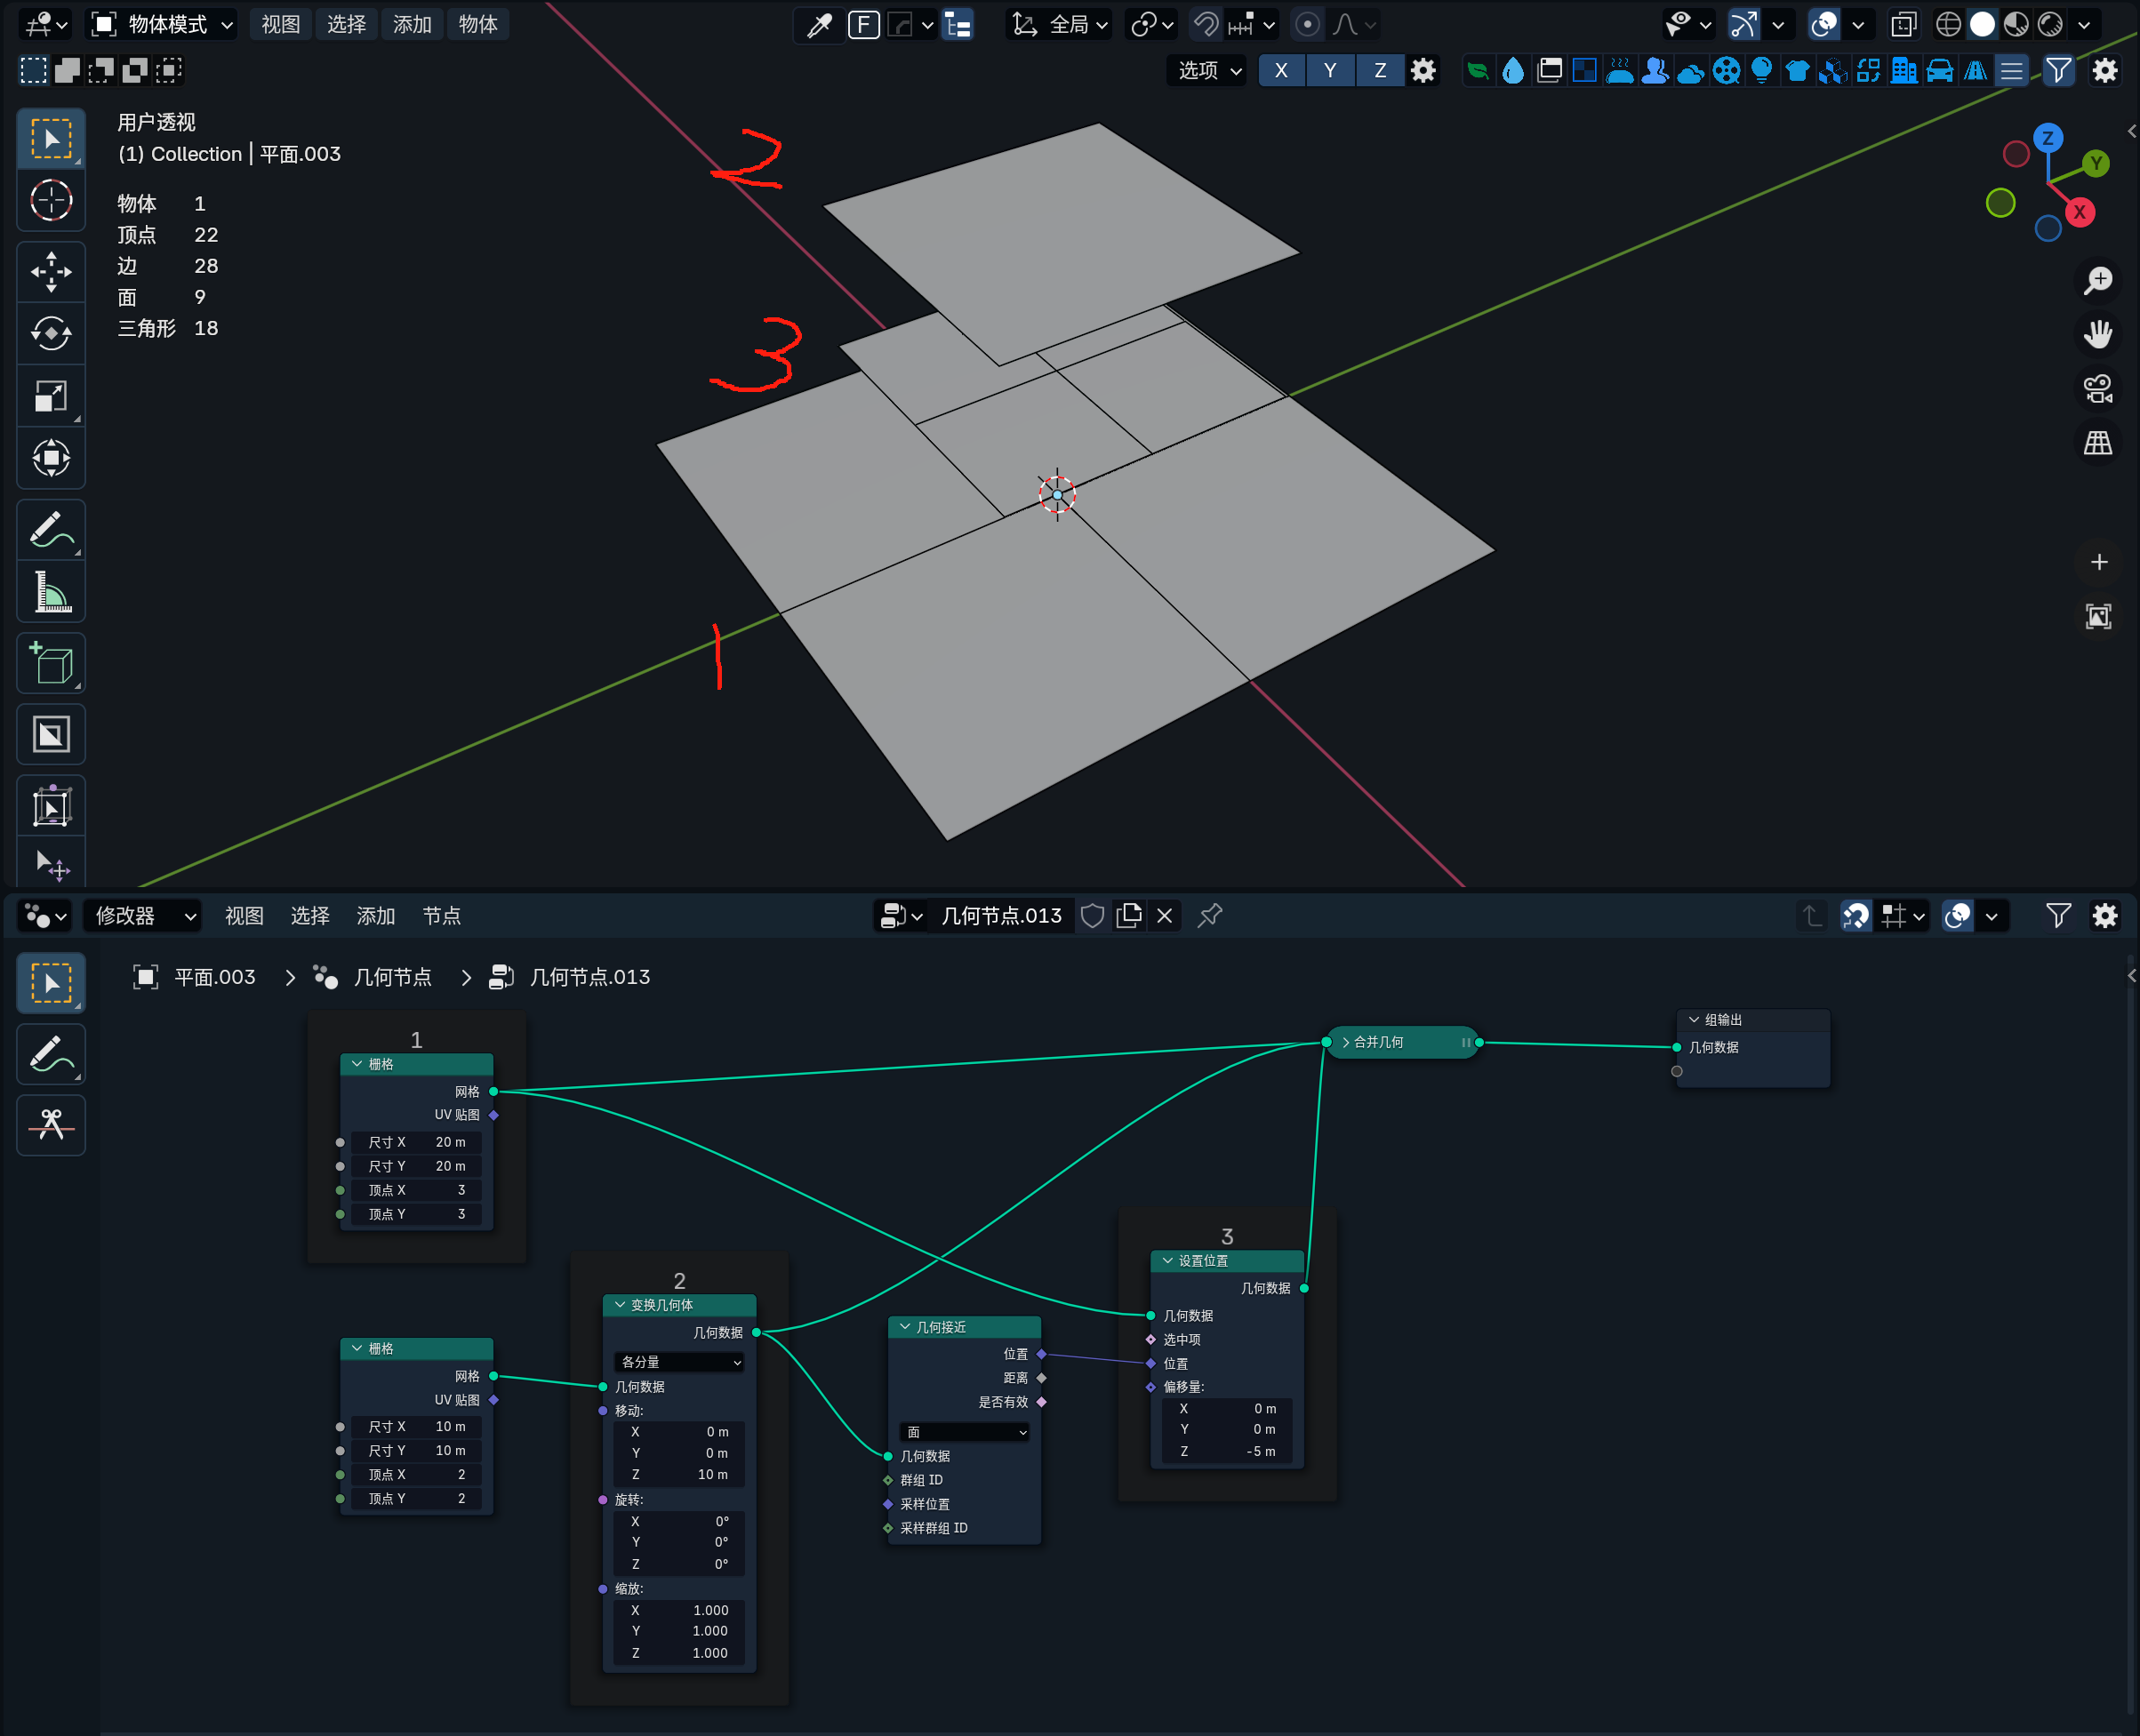 物体模式 视图 选择 添加 物体 F 全局
选项 X Y Z
用户透视
(1) Collection | 平面.003
物体 1
顶点 22
边 28
面 9
三角形 18
2
3
1
Z
Y
X
修改器 视图 选择 添加 节点 几何节点.013
平面.003 > 几何节点 > 几何节点.013
1
栅格
网格
UV 贴图
尺寸 X 20 m
尺寸 Y 20 m
顶点 X 3
顶点 Y 3
栅格
网格
UV 贴图
尺寸 X 10 m
尺寸 Y 10 m
顶点 X 2
顶点 Y 2
2
变换几何体
几何数据
各分量
几何数据
移动:
X 0 m
Y 0 m
Z 10 m
旋转:
X 0°
Y 0°
Z 0°
缩放:
X 1.000
Y 1.000
Z 1.000
几何接近
位置
距离
是否有效
面
几何数据
群组 ID
采样位置
采样群组 ID
3
设置位置
几何数据
几何数据
选中项
位置
偏移量:
X 0 m
Y 0 m
Z -5 m
合并几何
组输出
几何数据